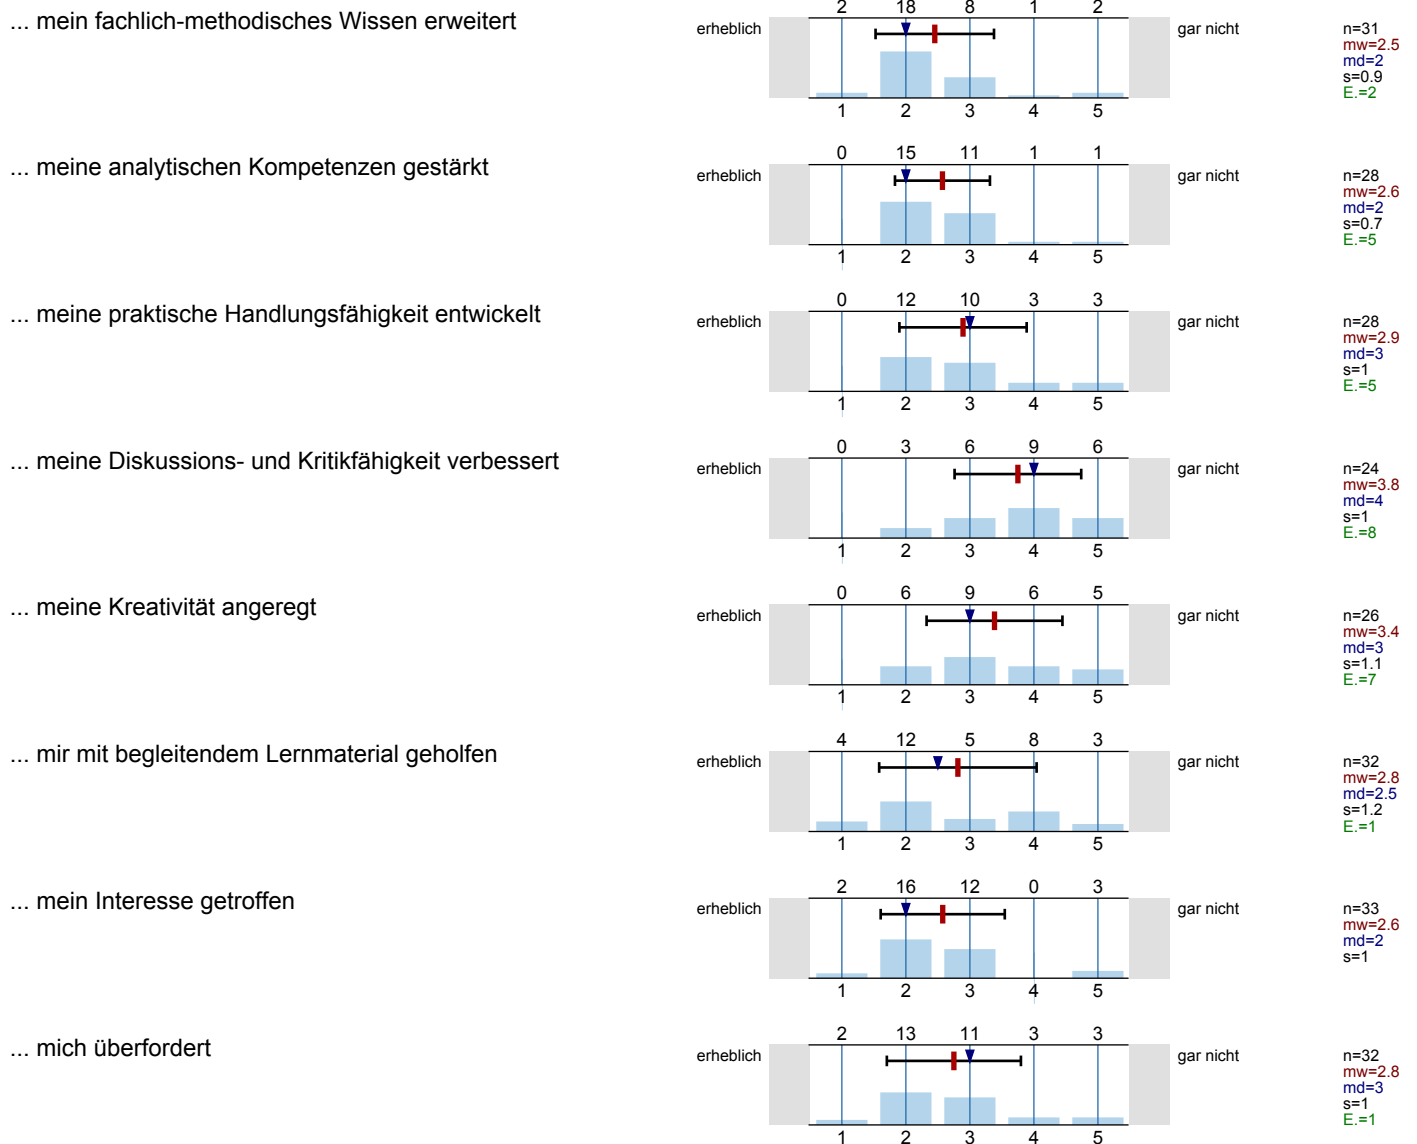 ... mein fachlich-methodisches Wissen erweitert
2 18 8 1 2
erheblich
gar nicht
1 2 3 4 5
n=31
mw=2.5
md=2
s=0.9
E.=2
... meine analytischen Kompetenzen gestärkt
0 15 11 1 1
erheblich
gar nicht
1 2 3 4 5
n=28
mw=2.6
md=2
s=0.7
E.=5
... meine praktische Handlungsfähigkeit entwickelt
0 12 10 3 3
erheblich
gar nicht
1 2 3 4 5
n=28
mw=2.9
md=3
s=1
E.=5
... meine Diskussions- und Kritikfähigkeit verbessert
0 3 6 9 6
erheblich
gar nicht
1 2 3 4 5
n=24
mw=3.8
md=4
s=1
E.=8
... meine Kreativität angeregt
0 6 9 6 5
erheblich
gar nicht
1 2 3 4 5
n=26
mw=3.4
md=3
s=1.1
E.=7
... mir mit begleitendem Lernmaterial geholfen
4 12 5 8 3
erheblich
gar nicht
1 2 3 4 5
n=32
mw=2.8
md=2.5
s=1.2
E.=1
... mein Interesse getroffen
2 16 12 0 3
erheblich
gar nicht
1 2 3 4 5
n=33
mw=2.6
md=2
s=1
... mich überfordert
2 13 11 3 3
erheblich
gar nicht
1 2 3 4 5
n=32
mw=2.8
md=3
s=1
E.=1